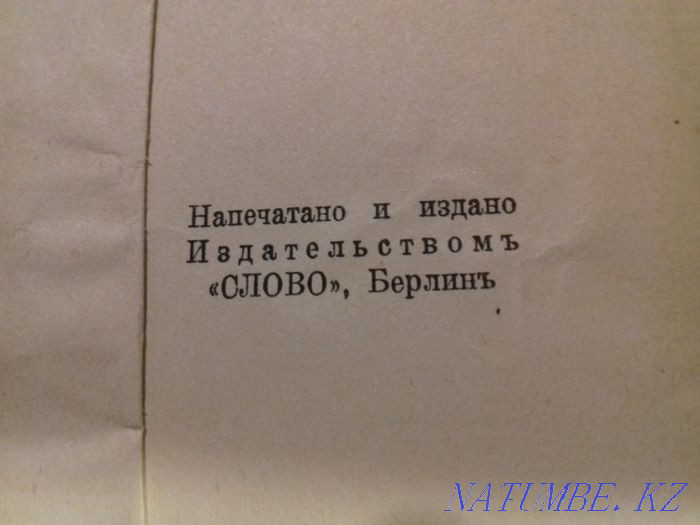 Напечатано и издано
Издательствомъ
«СЛОВО», Берлинъ
NATUMBE. KZ